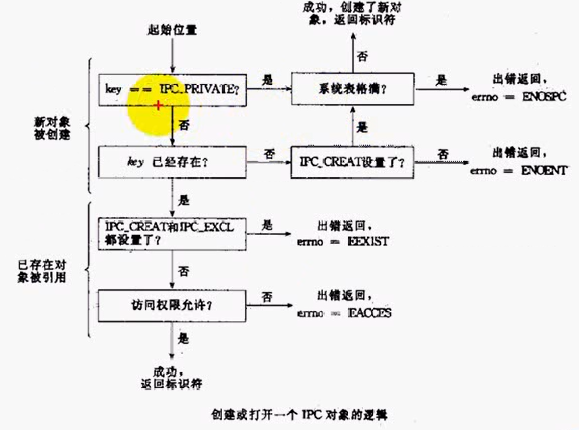 成功，创建了新对
象，返回标识符
起始位置
否
key == IPC_PRIVATE?
是
系统表格满?
是
出错返回，
errno = ENOSPC
新对象
被创建
否
是
key 已经存在?
否
IPC_CREAT设置了?
否
出错返回，
errno = ENOENT
是
IPC_CREAT和IPC_EXCL
都设置了?
是
出错返回，
errno = EEXIST
已存在对
象被引用
否
访问权限允许?
否
出错返回，
errno = EACCES
是
成功，
返回标识符
创建或打开一个 IPC 对象的逻辑